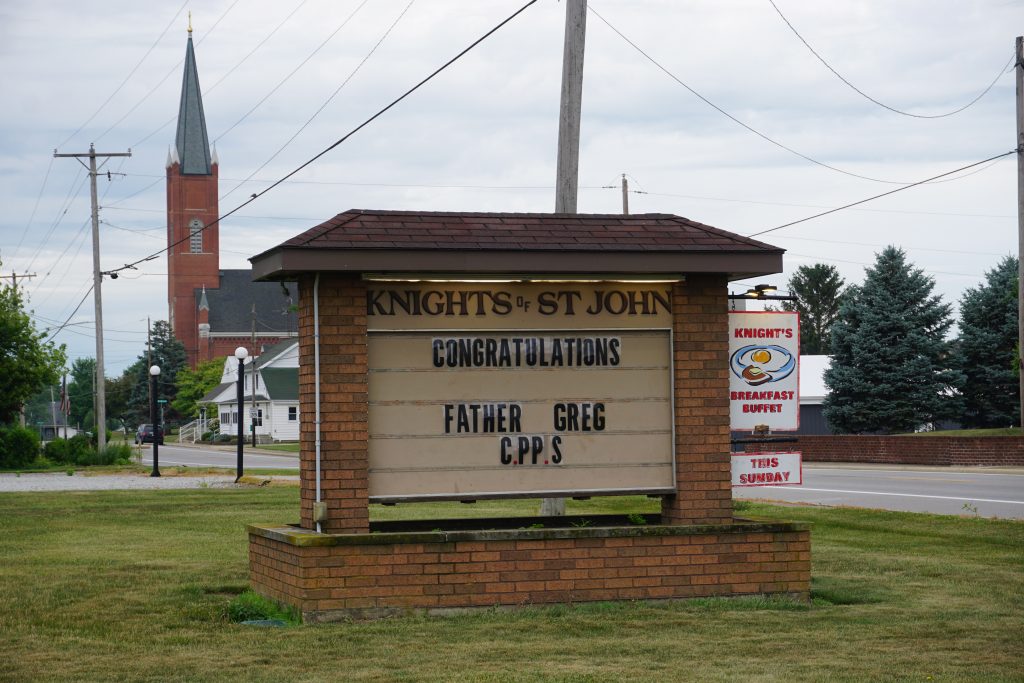 KNIGHTS OF ST JOHN
CONGRATULATIONS
FATHER GREG
C.PP.S
KNIGHT'S
BREAKFAST
BUFFET
THIS
SUNDAY